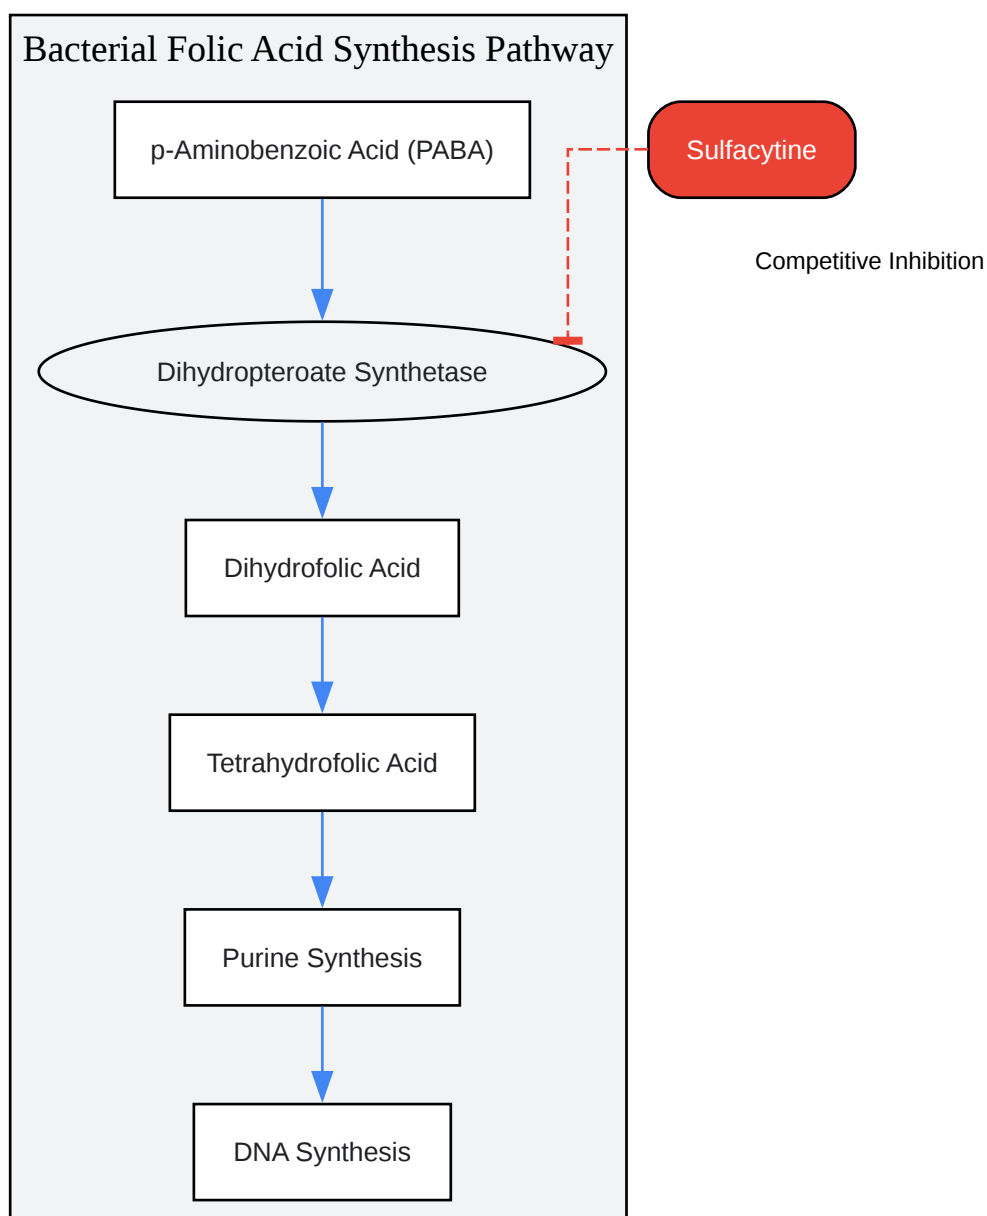 Bacterial Folic Acid Synthesis Pathway
p-Aminobenzoic Acid (PABA)
Sulfacytine
Competitive Inhibition
Dihydropteroate Synthetase
Dihydrofolic Acid
Tetrahydrofolic Acid
Purine Synthesis
DNA Synthesis